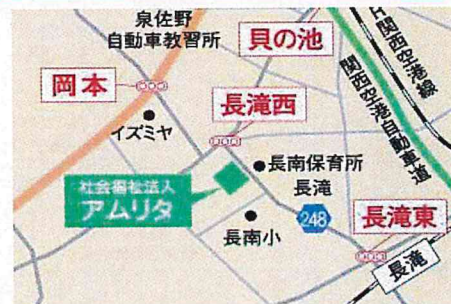 泉佐野
自動車教習所
貝の池
JR関西空港線
関西空港自動車道
岡本
長滝西
イズミヤ
長南保育所
長滝
社会福祉法人
アムリタ
長南小
248
長滝東
長滝